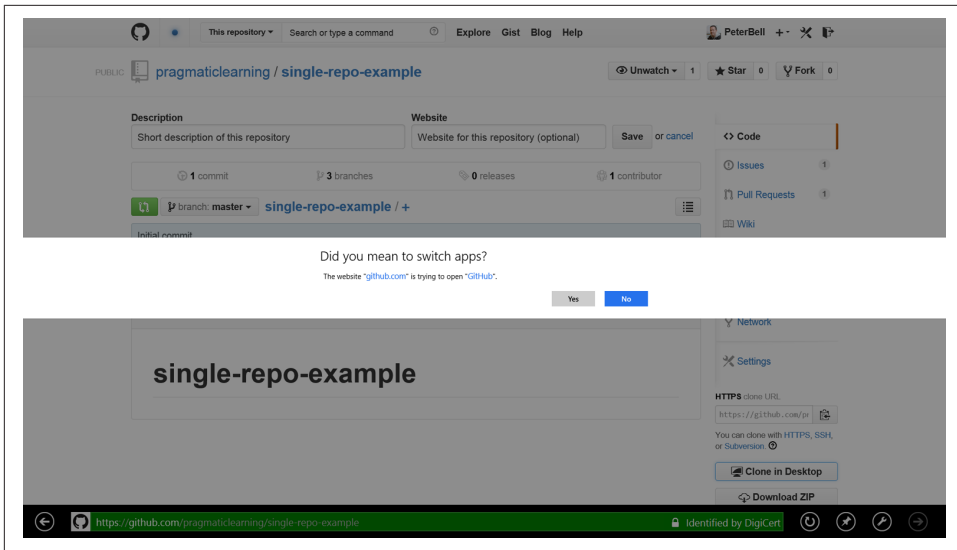 This repository Search or type a command Explore Gist Blog Help PeterBell
PUBLIC pragmaticlearning / single-repo-example Unwatch 1 Star 0 Fork 0
Description Website
Short description of this repository Website for this repository (optional) Save or cancel <> Code
Issues 1
1 commit 3 branches 0 releases 1 contributor
Pull Requests 1
branch: master single-repo-example / +
Wiki
Initial commit
Did you mean to switch apps?
The website "github.com" is trying to open "GitHub".
Yes No
Network
single-repo-example
Settings
HTTPS clone URL
https://github.com/pr
You can clone with HTTPS, SSH,
or Subversion.
Clone in Desktop
Download ZIP
https://github.com/pragmaticlearning/single-repo-example Identified by DigiCert